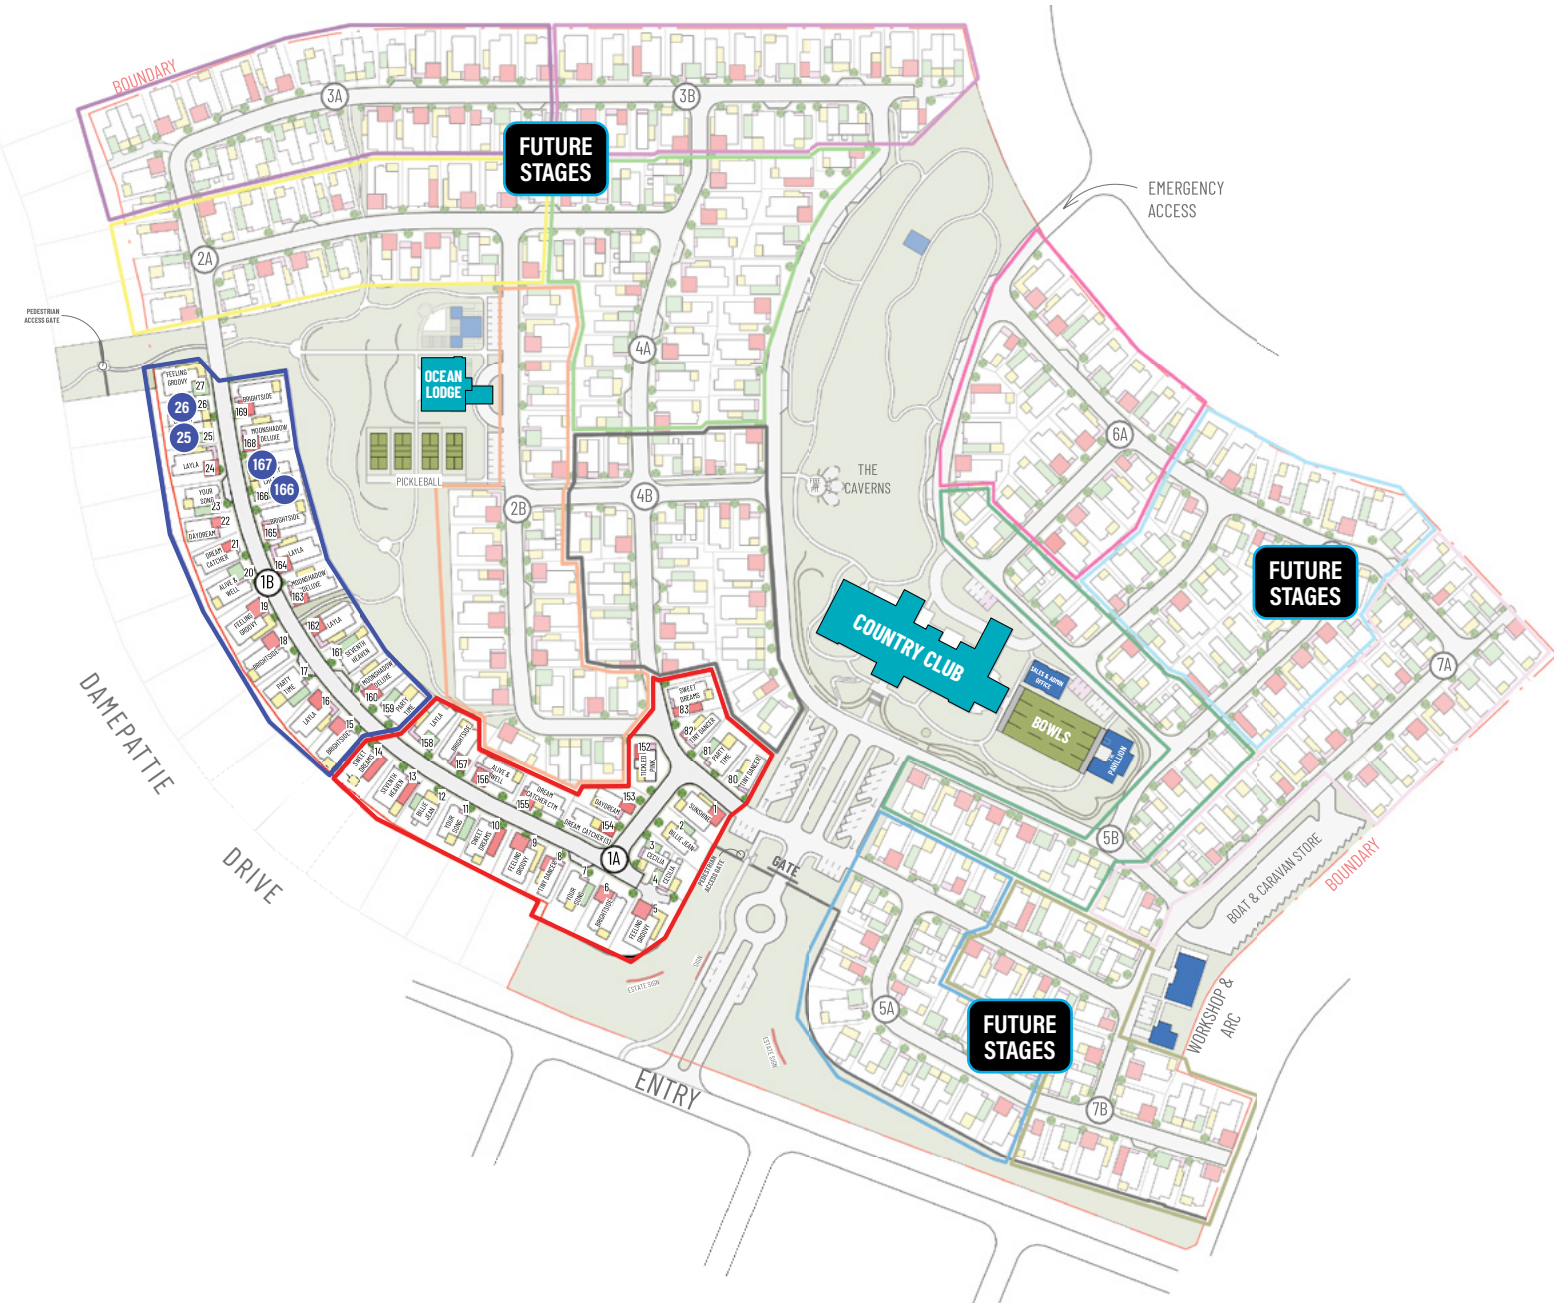 BOUNDARY
3A
3B
FUTURE
STAGES
EMERGENCY
ACCESS
2A
PEDESTRIAN
ACCESS GATE
4A
OCEAN
LODGE
PICKLEBALL
6A
FEELING
GROOVY
27
26
26
25
25
LAYLA
24
YOUR
SONG
23
22
DAYDREAM
21
DREAM
CATCHER
20
ALIVE &
WELL
1B
19
FEELING
GROOVY
18
BRIGHTSIDE
17
PARTY
TIME
16
LAYLA
15
BRIGHTSIDE
BRIGHTSIDE
169
MOONSHADOW
DELUXE
168
167
166
166
BRIGHTSIDE
165
LAYLA
164
MOONSHADOW
DELUXE
163
162
LAYLA
161
SEVENTH
HEAVEN
MOONSHADOW
DELUXE
160
159
PARTY
TIME
2B
4B
THE
CAVERNS
FIRE
PIT
FUTURE
STAGES
COUNTRY CLUB
SALES & ADMIN
OFFICE
BOWLS
PAVILLION
7A
DAMEPATTIE
DRIVE
SWEET
DREAMS
83
82
TINY DANCER
81
PARTY
TIME
80
TINY DANCER
152
TICKLED
PINK
LAYLA
158
BRIGHTSIDE
157
ALIVE &
WELL
156
DREAM
CATCHER CTM
155
DAYDREAM
153
DREAM CATCHER (S)
154
14
SWEET
DREAMS
13
SEVENTH
HEAVEN
12
BILLIE
JEAN
11
YOUR
SONG
10
SWEET
DREAMS
9
FEELING
GROOVY
8
TINY DANCER
7
YOUR
SONG
6
BRIGHTSIDE
5
FEELING
GROOVY
1A
1
SUNSHINE
2
BILLIE JEAN
3
CECILIA
4
CECILIA
PEDESTRIAN
ACCESS GATE
GATE
5B
BOAT & CARAVAN STORE
BOUNDARY
WORKSHOP &
ARC
5A
FUTURE
STAGES
7B
SIGN
ESTATE SIGN
ESTATE SIGN
ENTRY